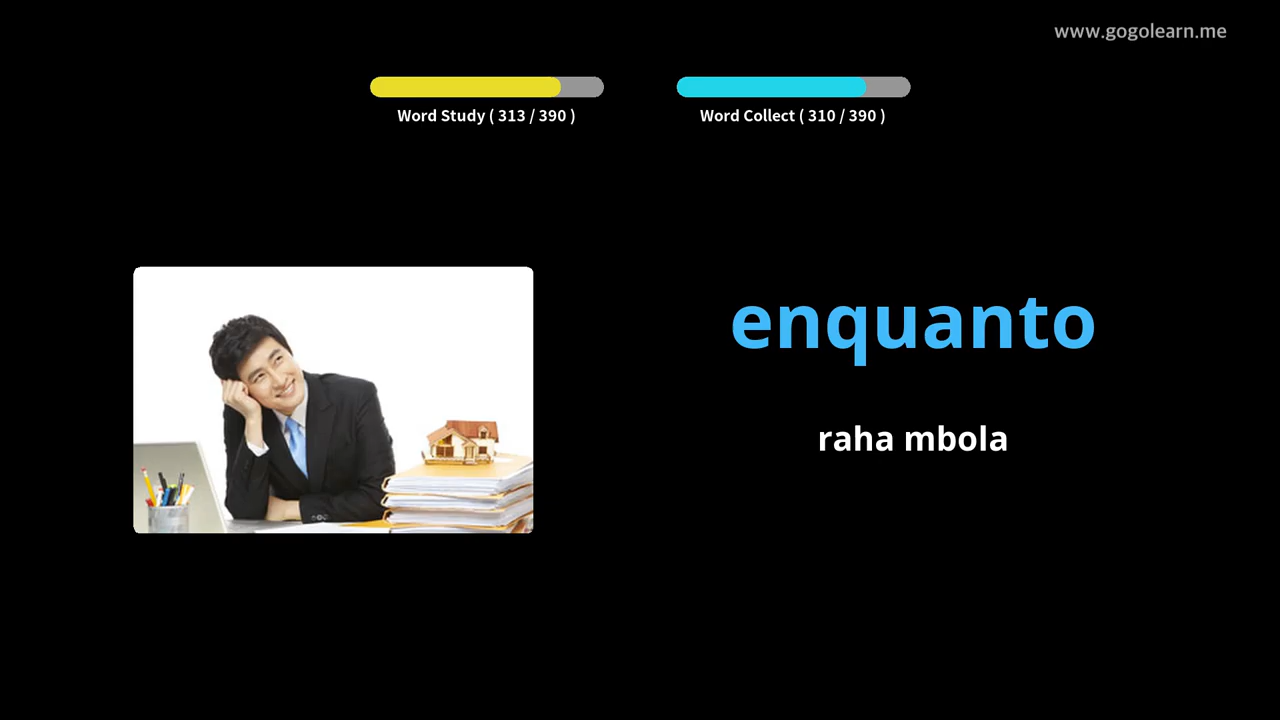 www.gogolearn.me
Word Study ( 313 / 390 )
Word Collect ( 310 / 390 )
enquanto
raha mbola